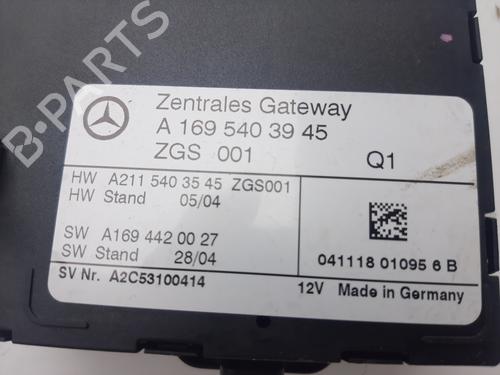 Zentrales Gateway
A 169 540 39 45
ZGS 001 Q1
HW A211 540 35 45 ZGS001
HW Stand 05/04
SW A169 442 00 27
SW Stand 28/04
041118 01095 6 B
SV Nr. A2C53100414 12V Made in Germany
B-PARTS